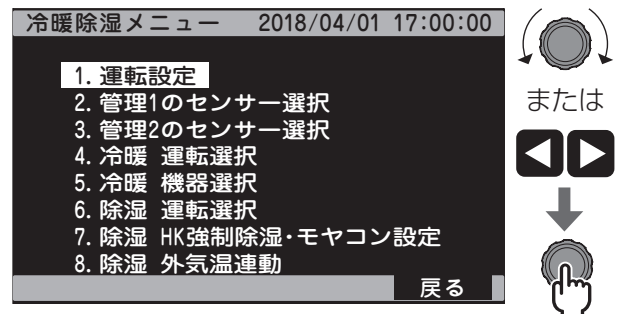 冷暖除湿メニュー 2018/04/01 17:00:00
1. 運転設定
2. 管理1のセンサー選択
3. 管理2のセンサー選択
4. 冷暖 運転選択
5. 冷暖 機器選択
6. 除湿 運転選択
7. 除湿 HK強制除湿・モヤコン設定
8. 除湿 外気温連動
戻る
または